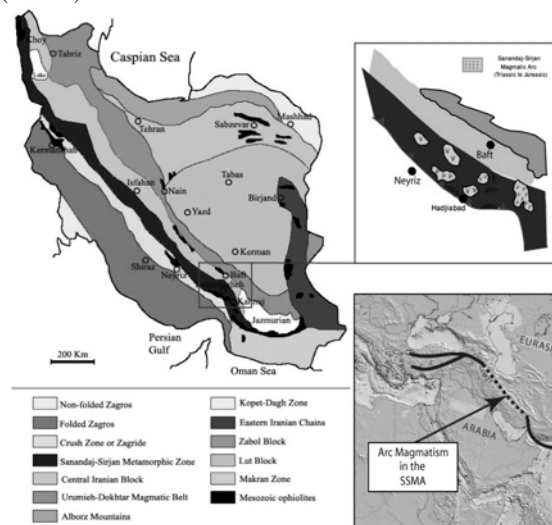 Khoy
Tabriz
Lake
Caspian Sea
Kermanshah
Tehran
Sabzevar
Mashhad
Isfahan
Nain
Tabas
Birjand
Yazd
Kerman
Shiraz
Neyriz
Baft
Jazmurian
Persian
Gulf
Oman Sea
200 Km
Non-folded Zagros
Folded Zagros
Crush Zone or Zagride
Sanandaj-Sirjan Metamorphic Zone
Central Iranian Block
Urumieh-Dokhtar Magmatic Belt
Alborz Mountains
Kopet-Dagh Zone
Eastern Iranian Chains
Zabol Block
Lut Block
Makran Zone
Mesozoic ophiolites
Sanandaj-Sirjan
Magmatic Arc
(Triassic to Jurassic)
Baft
Neyriz
Hadjiabad
EURAS
ARABIA
Arc Magmatism
in the
SSMA